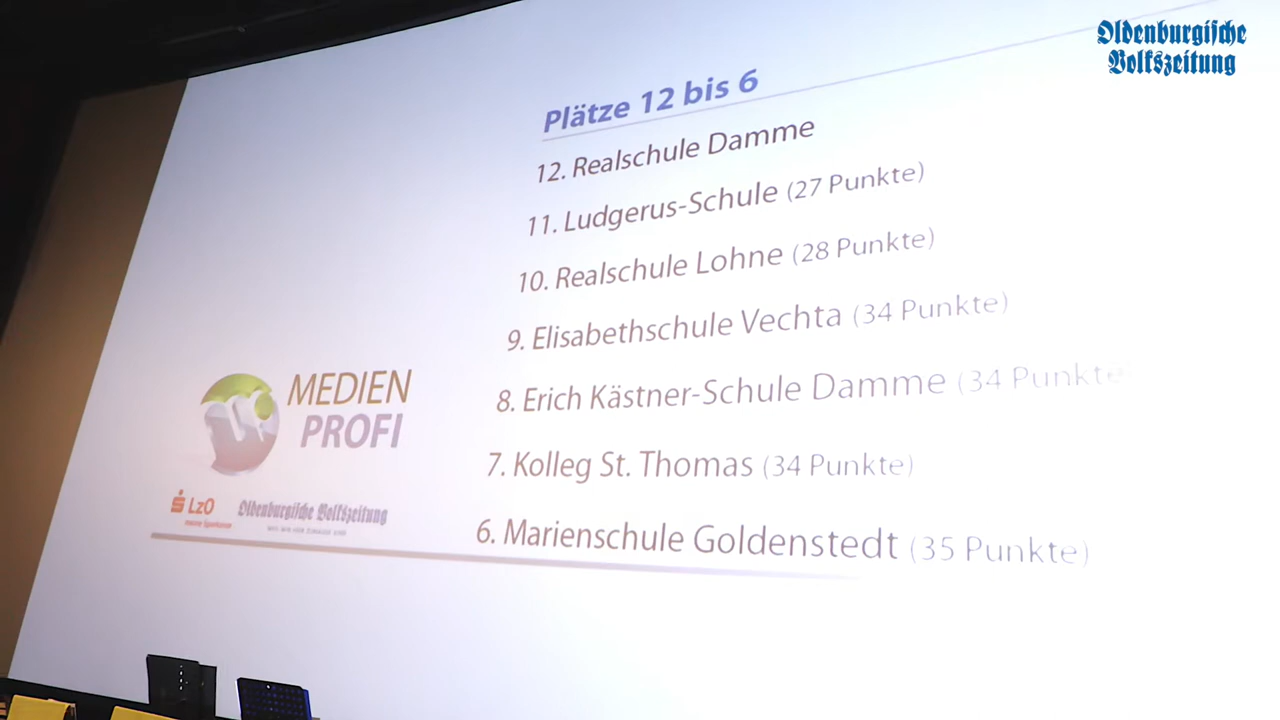 Oldenburgische
Volkszeitung
Plätze 12 bis 6
12. Realschule Damme
11. Ludgerus-Schule (27 Punkte)
10. Realschule Lohne (28 Punkte)
9. Elisabethschule Vechta (34 Punkte)
8. Erich Kästner-Schule Damme (34 Punkte
7. Kolleg St. Thomas (34 Punkte)
6. Marienschule Goldenstedt (35 Punkte)
MEDIEN
PROFI
LzO
meine Sparkasse
Oldenburgische Volkszeitung